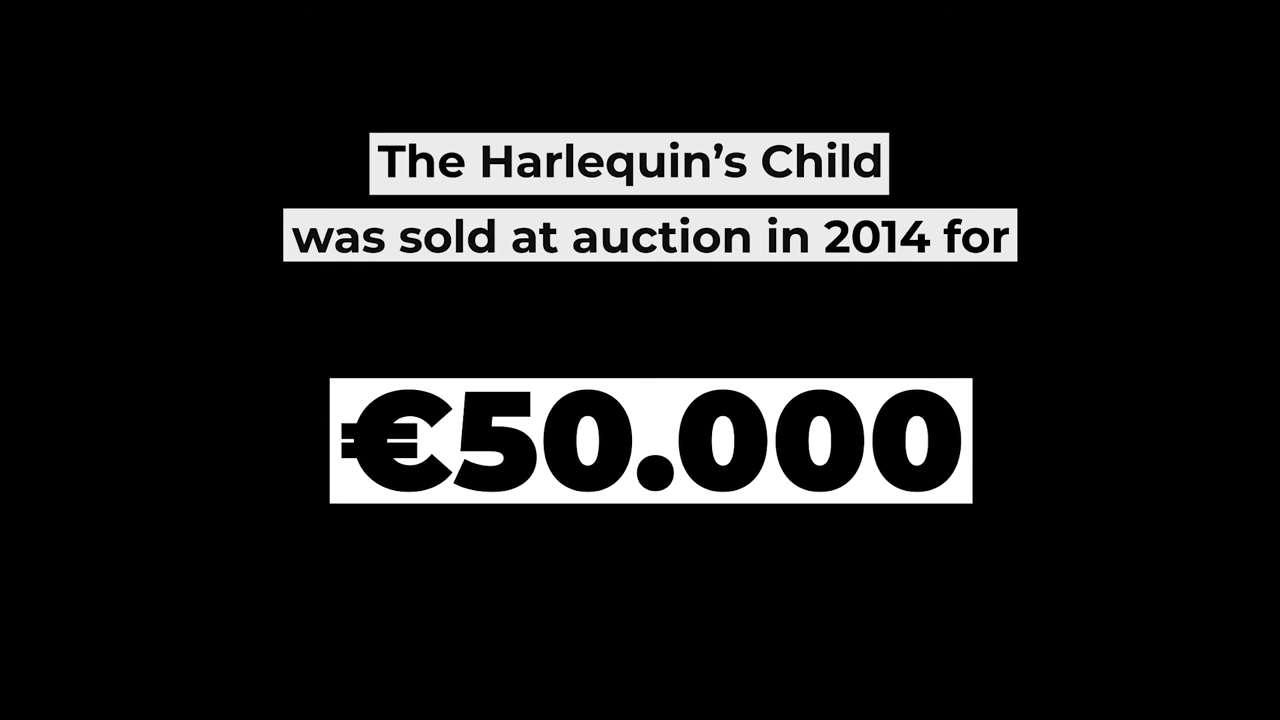 The Harlequin’s Child
was sold at auction in 2014 for
€50.000